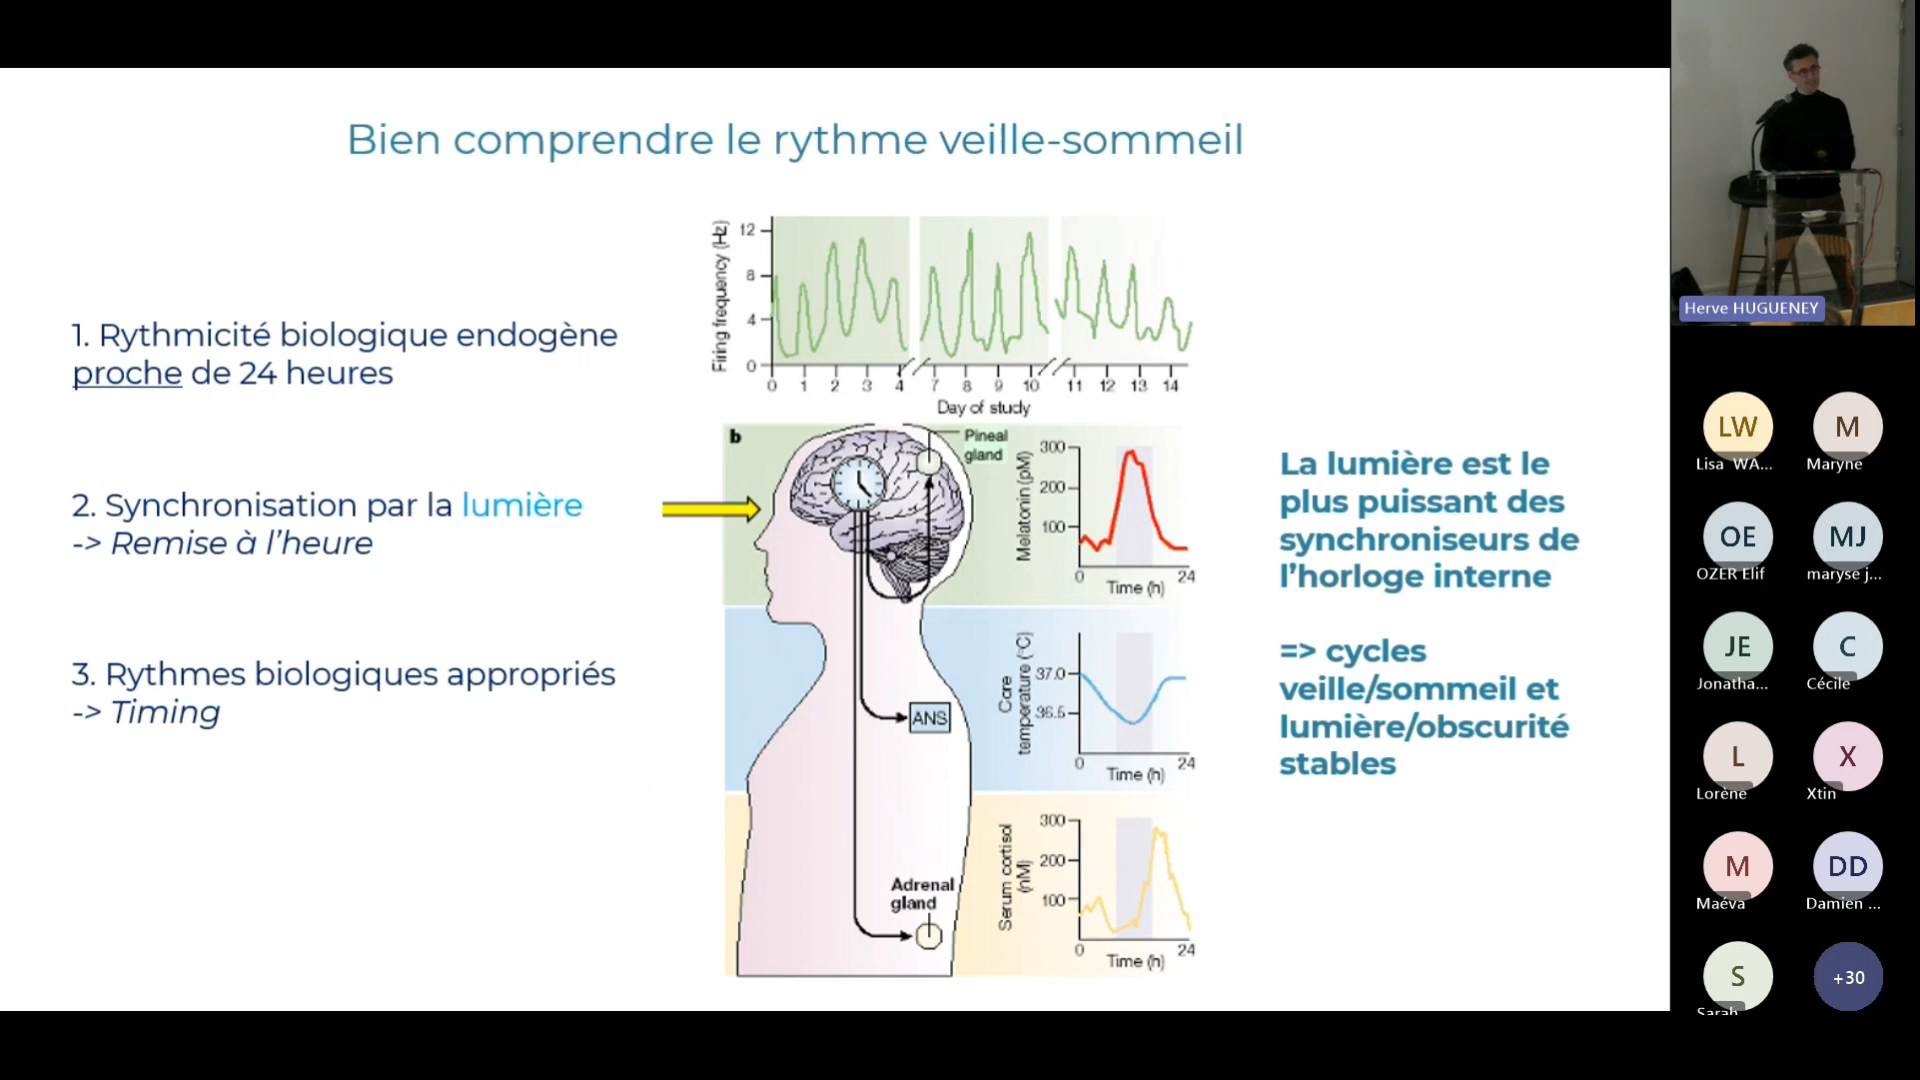 Bien comprendre le rythme veille-sommeil
1. Rythmicité biologique endogène
proche de 24 heures
2. Synchronisation par la lumière
-> Remise à l'heure
3. Rythmes biologiques appropriés
-> Timing
Firing frequency (Hz)
12
8
4
0
0 1 2 3 4 7 8 9 10 11 12 13 14
Day of study
b
Pineal
gland
Melatonin (pM)
300
200
100
0 24
Time (h)
ANS
Core
temperature (°C)
37.0
36.5
0 24
Time (h)
Adrenal
gland
Serum cortisol
(nM)
300
200
100
0 24
Time (h)
La lumière est le
plus puissant des
synchroniseurs de
l'horloge interne
=> cycles
veille/sommeil et
lumière/obscurité
stables
Herve HUGUENEY
LW M
Lisa WA... Maryne
OE MJ
OZER Elif maryse j...
JE C
Jonatha... Cécile
L X
Lorène Xtin
M DD
Maéva Damien ...
S +30
Sarah